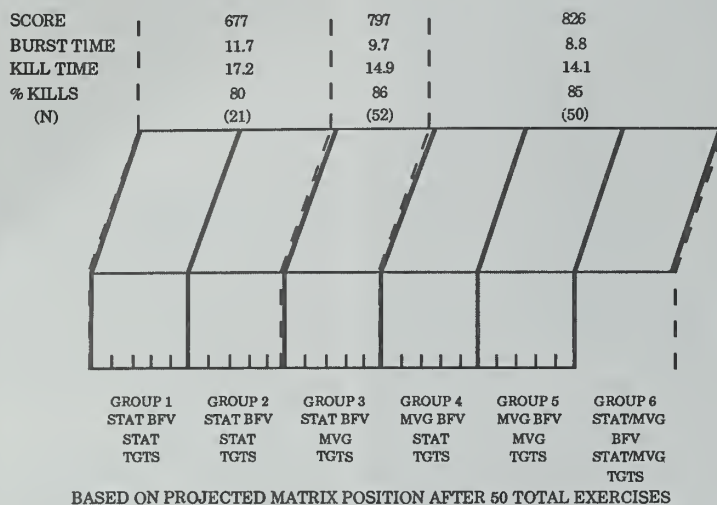 SCORE 677 797 826
BURST TIME 11.7 9.7 8.8
KILL TIME 17.2 14.9 14.1
% KILLS 80 86 85
(N) (21) (52) (50)
GROUP 1 GROUP 2 GROUP 3 GROUP 4 GROUP 5 GROUP 6
STAT BFV STAT BFV STAT BFV MVG BFV MVG BFV STAT/MVG
STAT STAT MVG STAT MVG BFV
TGTS TGTS TGTS TGTS TGTS STAT/MVG
TGTS
BASED ON PROJECTED MATRIX POSITION AFTER 50 TOTAL EXERCISES